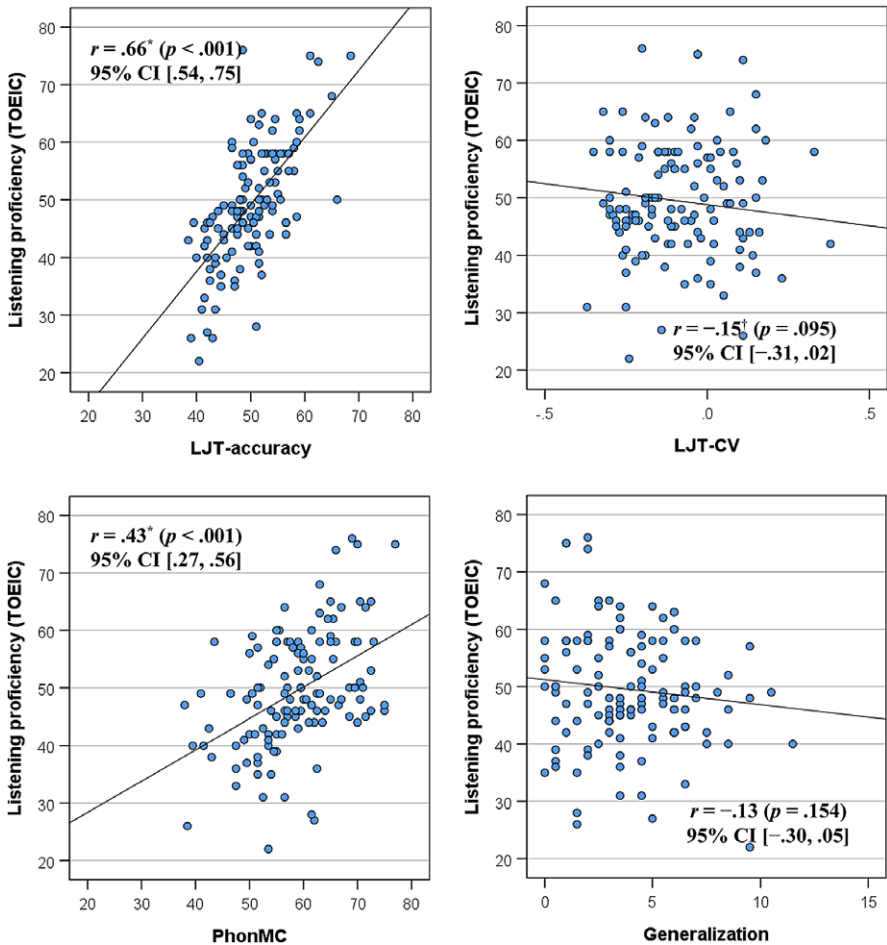 80
70
60
50
40
30
20
Listening proficiency (TOEIC)
r = .66* (p < .001)
95% CI [.54, .75]
20 30 40 50 60 70 80
LJT-accuracy
80
70
60
50
40
30
20
Listening proficiency (TOEIC)
r = −.15† (p = .095)
95% CI [−.31, .02]
-.5 .0 .5
LJT-CV
80
70
60
50
40
30
20
Listening proficiency (TOEIC)
r = .43* (p < .001)
95% CI [.27, .56]
20 30 40 50 60 70 80
PhonMC
80
70
60
50
40
30
20
Listening proficiency (TOEIC)
r = −.13 (p = .154)
95% CI [−.30, .05]
0 5 10 15
Generalization